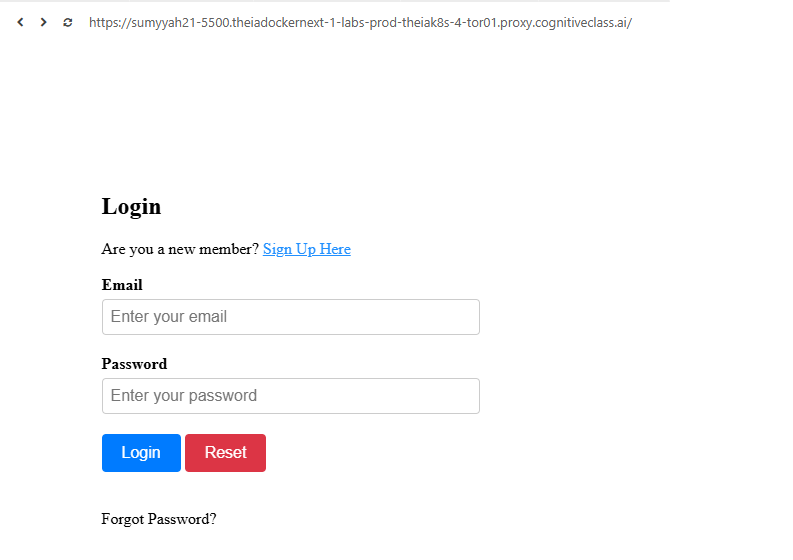 https://sumyyah21-5500.theiadockernext-1-labs-prod-theiak8s-4-tor01.proxy.cognitiveclass.ai/
Login
Are you a new member? Sign Up Here
Email
Enter your email
Password
Enter your password
Login Reset
Forgot Password?